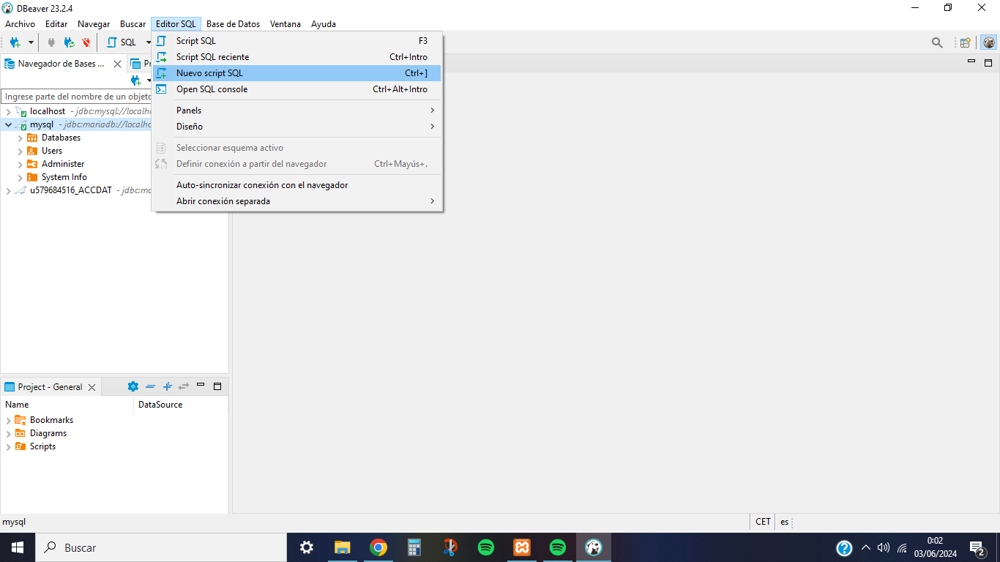 DBeaver 23.2.4
Archivo Editar Navegar Buscar Editor SQL Base de Datos Ventana Ayuda
SQL
Script SQL F3
Script SQL reciente Ctrl+Intro
Nuevo script SQL Ctrl+]
Open SQL console Ctrl+Alt+Intro
Panels
Diseño
Seleccionar esquema activo
Definir conexión a partir del navegador Ctrl+Mayús+.
Auto-sincronizar conexión con el navegador
Abrir conexión separada
Navegador de Bases ...
Ingrese parte del nombre de un objeto
localhost - jdbc:mysql://localh
mysql - jdbc:mariadb://localho
Databases
Users
Administer
System Info
u579684516_ACCDAT - jdbc:ma
Project - General
Name DataSource
Bookmarks
Diagrams
Scripts
mysql CET es
Buscar
0:02
03/06/2024
2